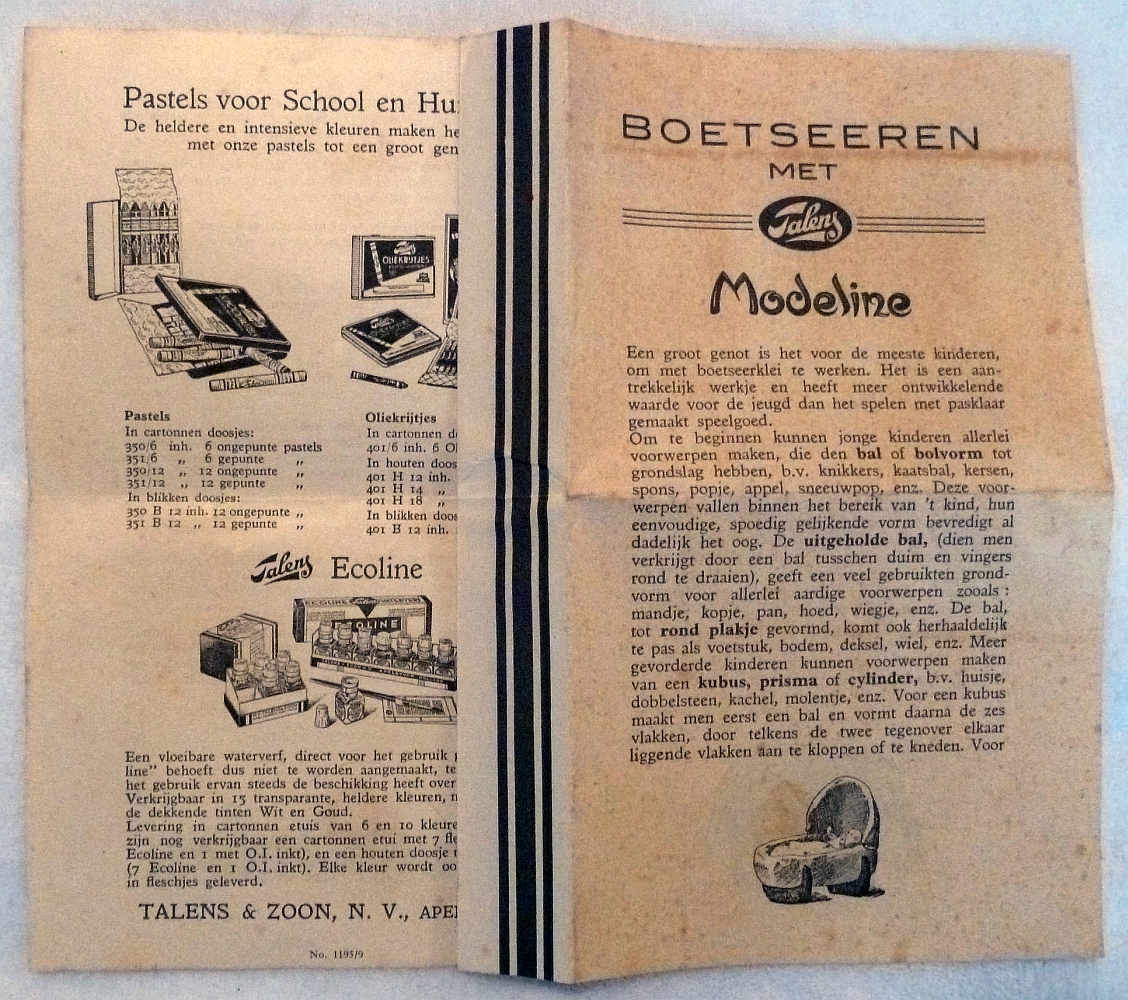 Pastels voor School en Hu
De heldere en intensieve kleuren maken he
met onze pastels tot een groot gen
Talens
OLIEKRIJTJES
Pastels
In cartonnen doosjes:
350/6 inh. 6 ongepunte pastels
351/6 „ 6 gepunte „
350/12 „ 12 ongepunte „
351/12 „ 12 gepunte „
In blikken doosjes:
350 B 12 inh. 12 ongepunte „
351 B 12 „ 12 gepunte „
Oliekrijtjes
In cartonnen d
401/6 inh. 6 Ol
In houten doos
401 H 12 inh.
401 H 14 „
401 H 18 „
In blikken doos
401 B 12 inh.
Talens Ecoline
ECOLINE Talens
ECOLINE
Een vloeibare waterverf, direct voor het gebruik
line” behoeft dus niet te worden aangemaakt, te
het gebruik ervan steeds de beschikking heeft over
Verkrijgbaar in 15 transparante, heldere kleuren, n
de dekkende tinten Wit en Goud.
Levering in cartonnen etuis van 6 en 10 kleure
zijn nog verkrijgbaar een cartonnen etui met 7 fle
Ecoline en 1 met O.I. inkt), en een houten doosje
(7 Ecoline en 1 O.I. inkt). Elke kleur wordt oo
in fleschjes geleverd.
TALENS & ZOON, N. V., APE
No. 1195/9
BOETSEEREN
MET
Talens
Modeline
Een groot genot is het voor de meeste kinderen,
om met boetseerklei te werken. Het is een aan-
trekkelijk werkje en heeft meer ontwikkelende
waarde voor de jeugd dan het spelen met pasklaar
gemaakt speelgoed.
Om te beginnen kunnen jonge kinderen allerlei
voorwerpen maken, die den bal of bolvorm tot
grondslag hebben, b.v. knikkers, kaatsbal, kersen,
spons, popje, appel, sneeuwpop, enz. Deze voor-
werpen vallen binnen het bereik van 't kind, hun
eenvoudige, spoedig gelijkende vorm bevredigt al
dadelijk het oog. De uitgeholde bal, (dien men
verkrijgt door een bal tusschen duim en vingers
rond te draaien), geeft een veel gebruikten grond-
vorm voor allerlei aardige voorwerpen zooals :
mandje, kopje, pan, hoed, wiegje, enz. De bal,
tot rond plakje gevormd, komt ook herhaaldelijk
te pas als voetstuk, bodem, deksel, wiel, enz. Meer
gevorderde kinderen kunnen voorwerpen maken
van een kubus, prisma of cylinder, b.v. huisje,
dobbelsteen, kachel, molentje, enz. Voor een kubus
maakt men eerst een bal en vormt daarna de zes
vlakken, door telkens de twee tegenover elkaar
liggende vlakken aan te kloppen of te kneden. Voor